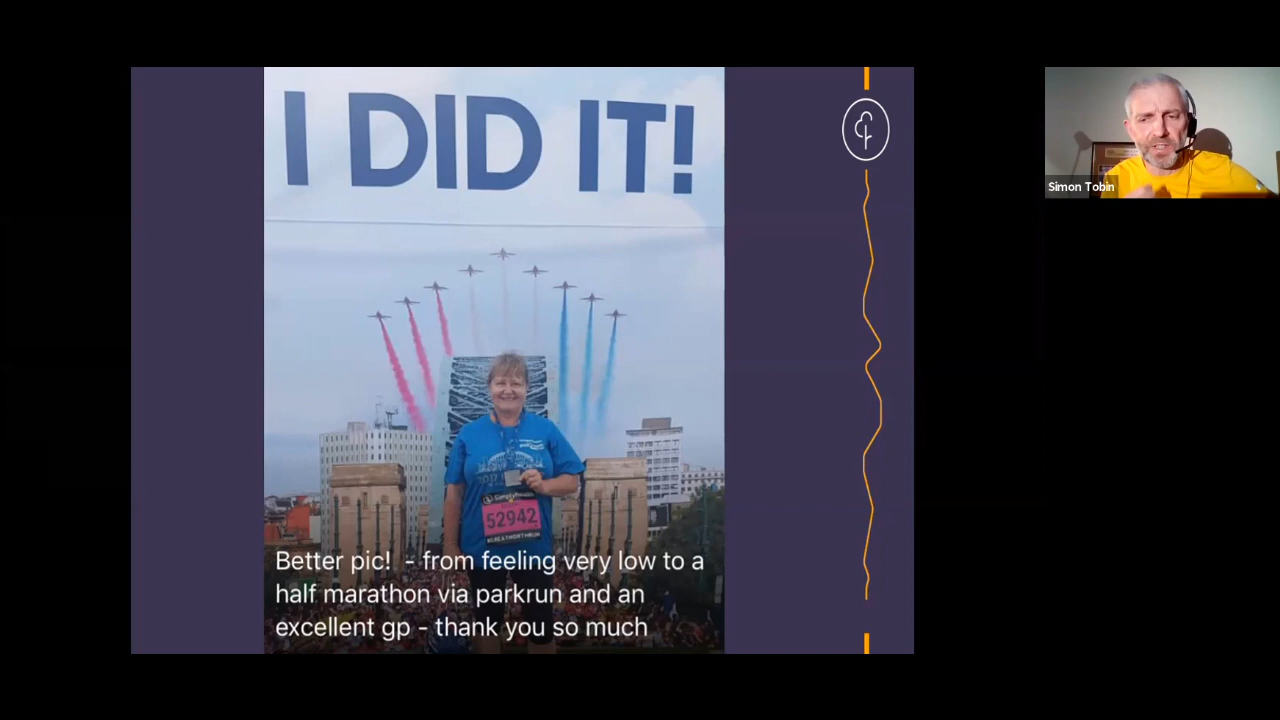 I DID IT!
52942
Better pic! - from feeling very low to a
half marathon via parkrun and an
excellent gp - thank you so much
Simon Tobin